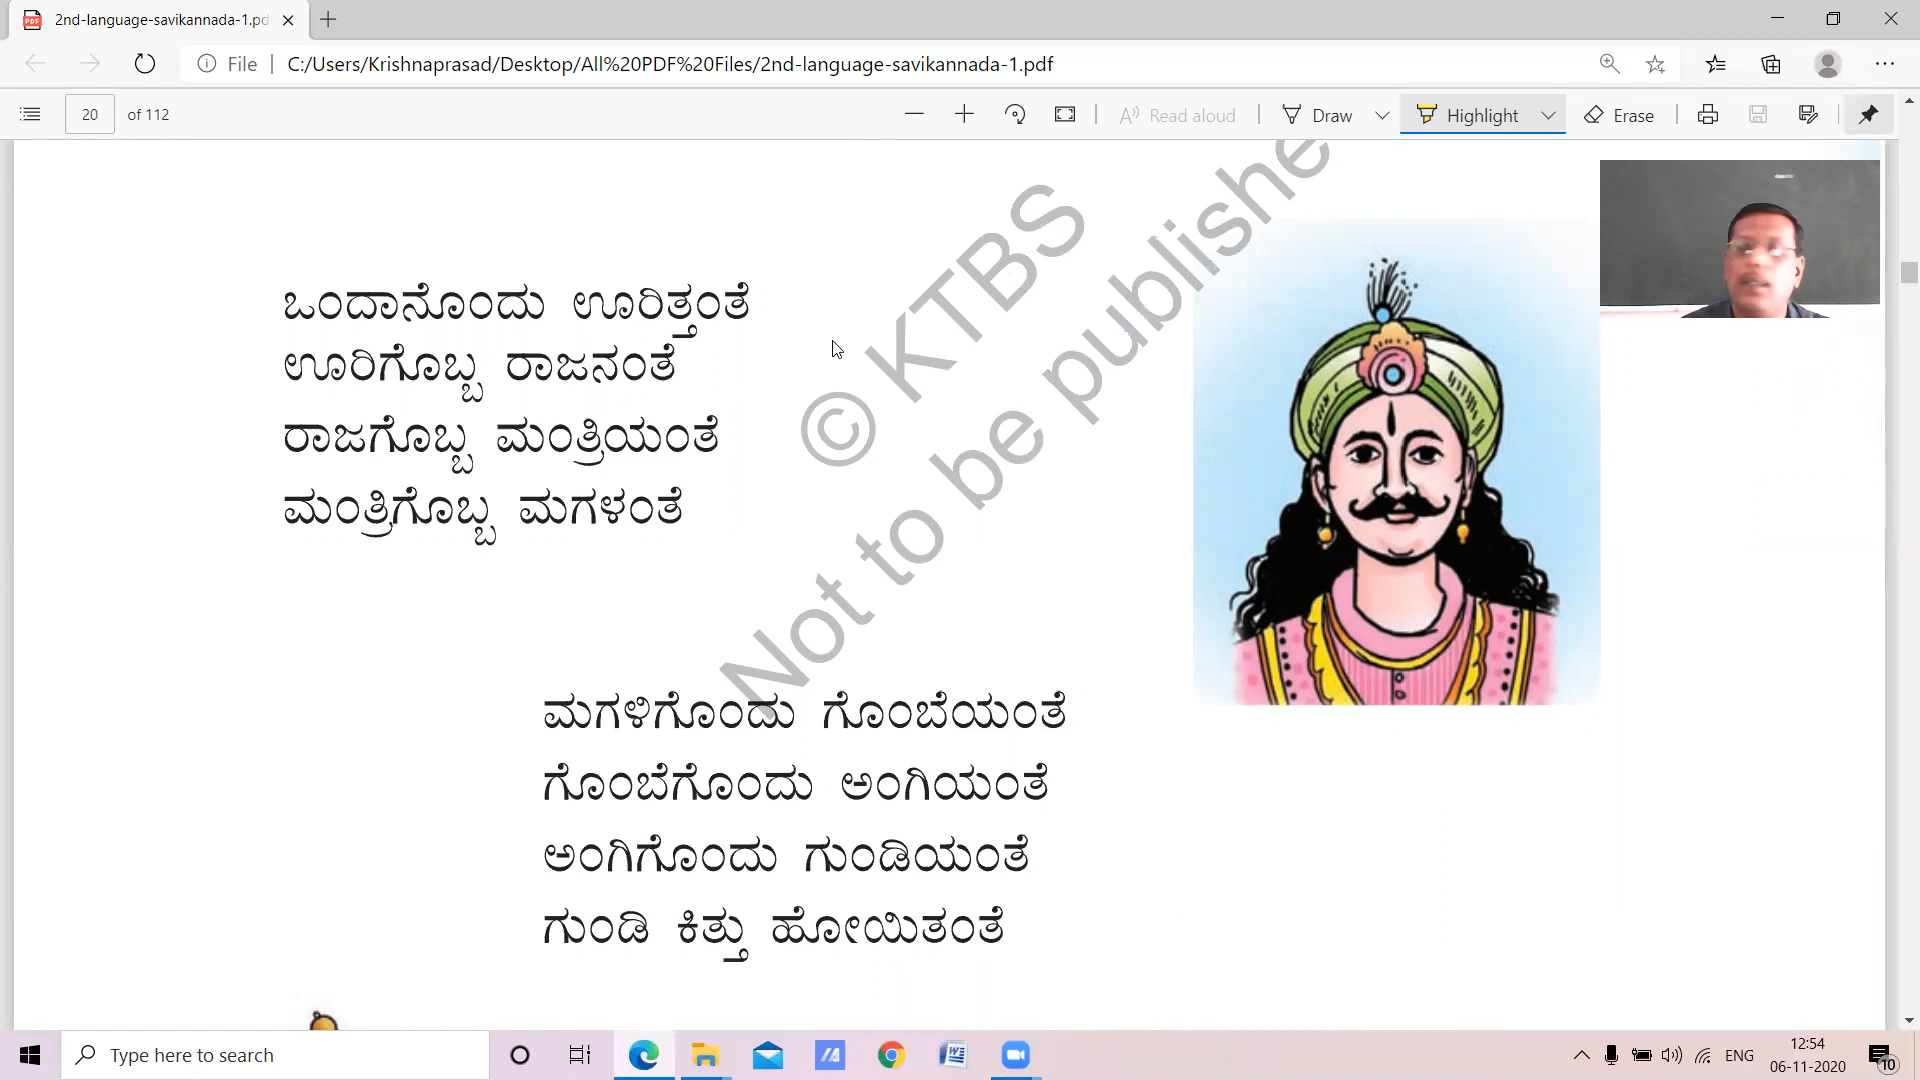 2nd-language-savikannada-1.pd
File | C:/Users/Krishnaprasad/Desktop/All%20PDF%20Files/2nd-language-savikannada-1.pdf
20 of 112 Read aloud Draw Highlight Erase
ಒಂದಾನೊಂದು ಊರಿತ್ತಂತೆ
ಊರಿಗೊಬ್ಬ ರಾಜನಂತೆ
ರಾಜಗೊಬ್ಬ ಮಂತ್ರಿಯಂತೆ
ಮಂತ್ರಿಗೊಬ್ಬ ಮಗಳಂತೆ
© KTBS
Not to be publishe
ಮಗಳಿಗೊಂದು ಗೊಂಬೆಯಂತೆ
ಗೊಂಬೆಗೊಂದು ಅಂಗಿಯಂತೆ
ಅಂಗಿಗೊಂದು ಗುಂಡಿಯಂತೆ
ಗುಂಡಿ ಕಿತ್ತು ಹೋಯಿತಂತೆ
Type here to search
ENG
12:54
06-11-2020
10